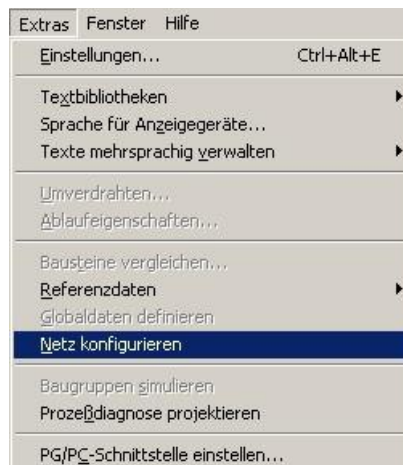 Extras Fenster Hilfe
Einstellungen... Ctrl+Alt+E
Textbibliotheken
Sprache für Anzeigegeräte...
Texte mehrsprachig verwalten
Umverdrahten...
Ablaufeigenschaften...
Bausteine vergleichen...
Referenzdaten
Globaldaten definieren
Netz konfigurieren
Baugruppen simulieren
Prozeßdiagnose projektieren
PG/PC-Schnittstelle einstellen...